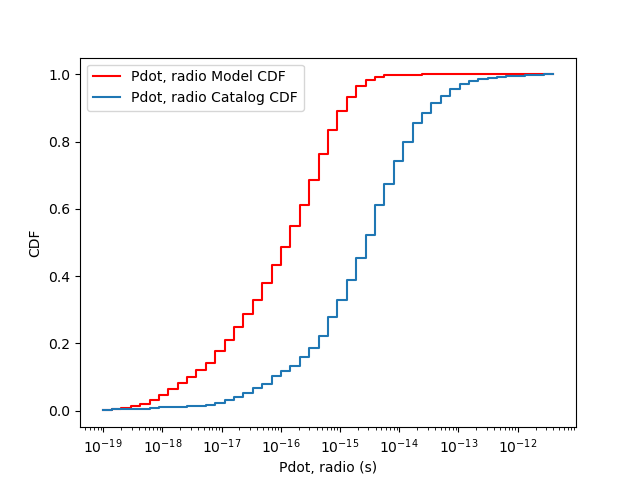 Pdot, radio Model CDF
Pdot, radio Catalog CDF
1.0
0.8
0.6
0.4
0.2
0.0
CDF
10⁻¹⁹ 10⁻¹⁸ 10⁻¹⁷ 10⁻¹⁶ 10⁻¹⁵ 10⁻¹⁴ 10⁻¹³ 10⁻¹²
Pdot, radio (s)